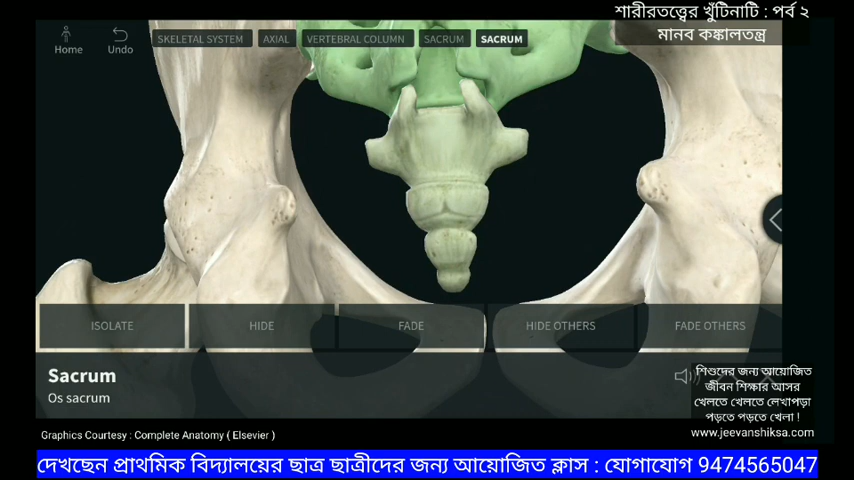 শারীরতত্ত্বের খুঁটিনাটি : পর্ব ২
মানব কঙ্কালতন্ত্র
Home
Undo
SKELETAL SYSTEM
AXIAL
VERTEBRAL COLUMN
SACRUM
SACRUM
ISOLATE
HIDE
FADE
HIDE OTHERS
FADE OTHERS
Sacrum
Os sacrum
শিশুদের জন্য আয়োজিত
জীবন শিক্ষার আসর
খেলতে খেলতে লেখাপড়া
পড়তে পড়তে খেলা !
www.jeevanshiksa.com
Graphics Courtesy : Complete Anatomy ( Elsevier )
দেখছেন প্রাথমিক বিদ্যালয়ের ছাত্র ছাত্রীদের জন্য আয়োজিত ক্লাস : যোগাযোগ 9474565047